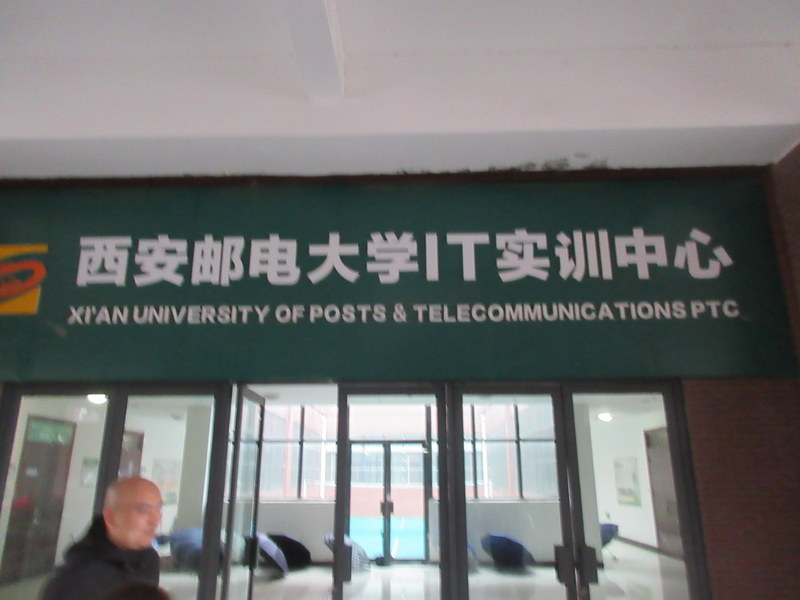 西安邮电大学IT实训中心
XI'AN UNIVERSITY OF POSTS & TELECOMMUNICATIONS PTC